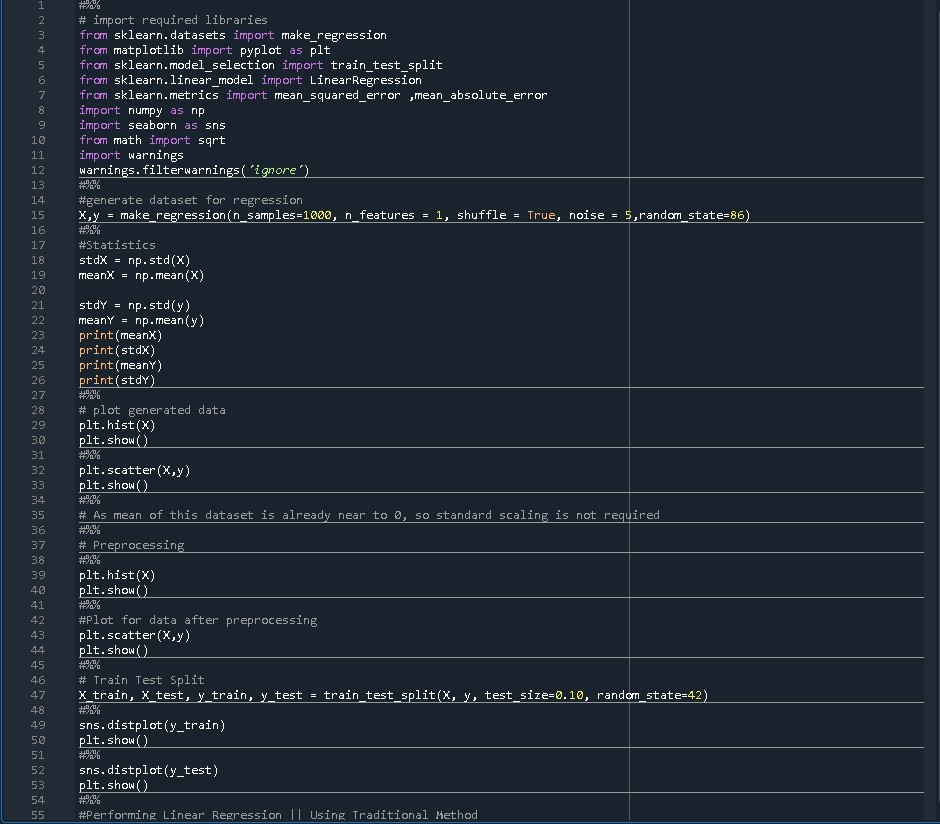 1 #%%
2 # import required libraries
3 from sklearn.datasets import make_regression
4 from matplotlib import pyplot as plt
5 from sklearn.model_selection import train_test_split
6 from sklearn.linear_model import LinearRegression
7 from sklearn.metrics import mean_squared_error ,mean_absolute_error
8 import numpy as np
9 import seaborn as sns
10 from math import sqrt
11 import warnings
12 warnings.filterwarnings('ignore')
13 #%%
14 #generate dataset for regression
15 X,y = make_regression(n_samples=1000, n_features = 1, shuffle = True, noise = 5,random_state=86)
16 #%%
17 #Statistics
18 stdX = np.std(X)
19 meanX = np.mean(X)
20
21 stdY = np.std(y)
22 meanY = np.mean(y)
23 print(meanX)
24 print(stdX)
25 print(meanY)
26 print(stdY)
27 #%%
28 # plot generated data
29 plt.hist(X)
30 plt.show()
31 #%%
32 plt.scatter(X,y)
33 plt.show()
34 #%%
35 # As mean of this dataset is already near to 0, so standard scaling is not required
36 #%%
37 # Preprocessing
38 #%%
39 plt.hist(X)
40 plt.show()
41 #%%
42 #Plot for data after preprocessing
43 plt.scatter(X,y)
44 plt.show()
45 #%%
46 # Train Test Split
47 X_train, X_test, y_train, y_test = train_test_split(X, y, test_size=0.10, random_state=42)
48 #%%
49 sns.distplot(y_train)
50 plt.show()
51 #%%
52 sns.distplot(y_test)
53 plt.show()
54 #%%
55 #Performing Linear Regression || Using Traditional Method